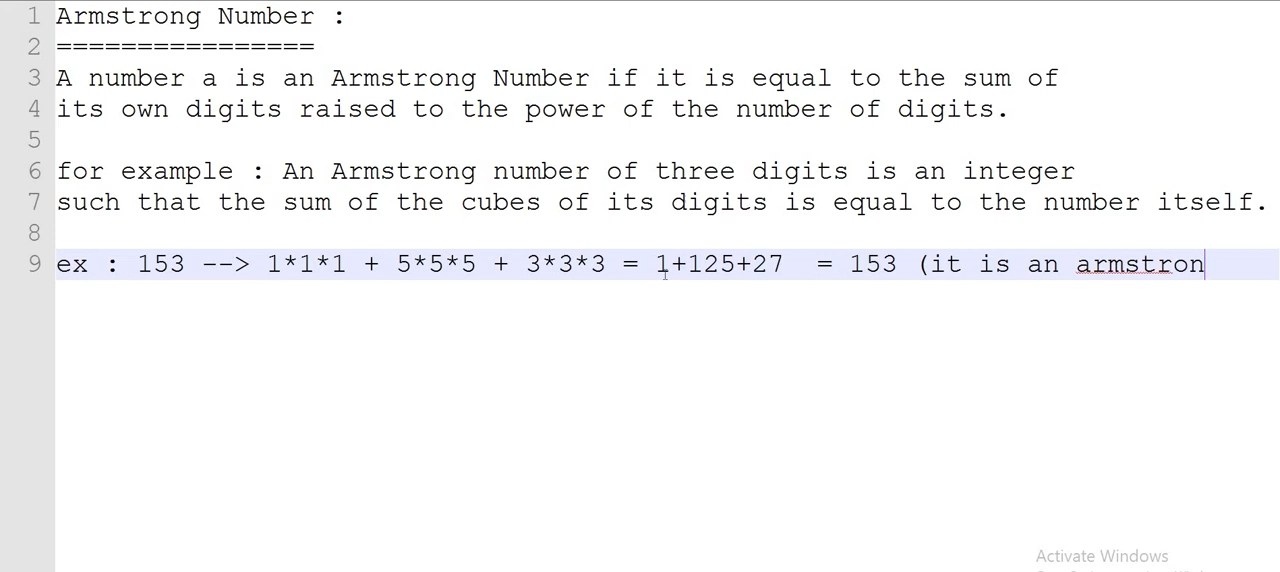 1 Armstrong Number :
2 ================
3 A number a is an Armstrong Number if it is equal to the sum of
4 its own digits raised to the power of the number of digits.
5
6 for example : An Armstrong number of three digits is an integer
7 such that the sum of the cubes of its digits is equal to the number itself.
8
9 ex : 153 --> 1*1*1 + 5*5*5 + 3*3*3 = 1+125+27  = 153 (it is an armstron
Activate Windows